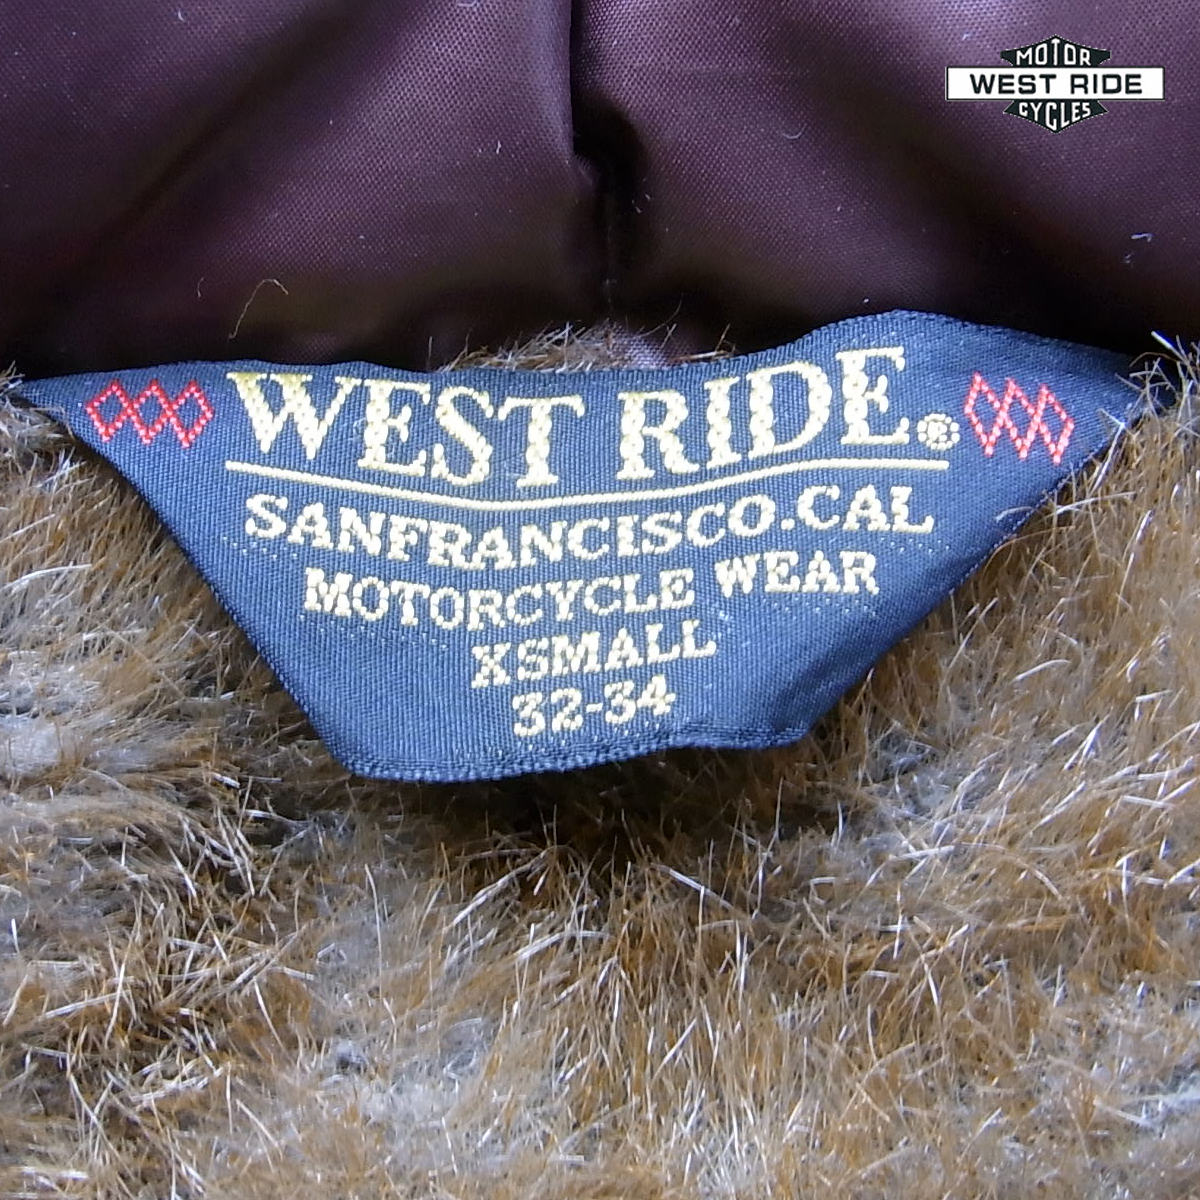 MOTOR
WEST RIDE
CYCLES
WEST RIDE.®
SANFRANCISCO.CAL
MOTORCYCLE WEAR
XSMALL
32-34